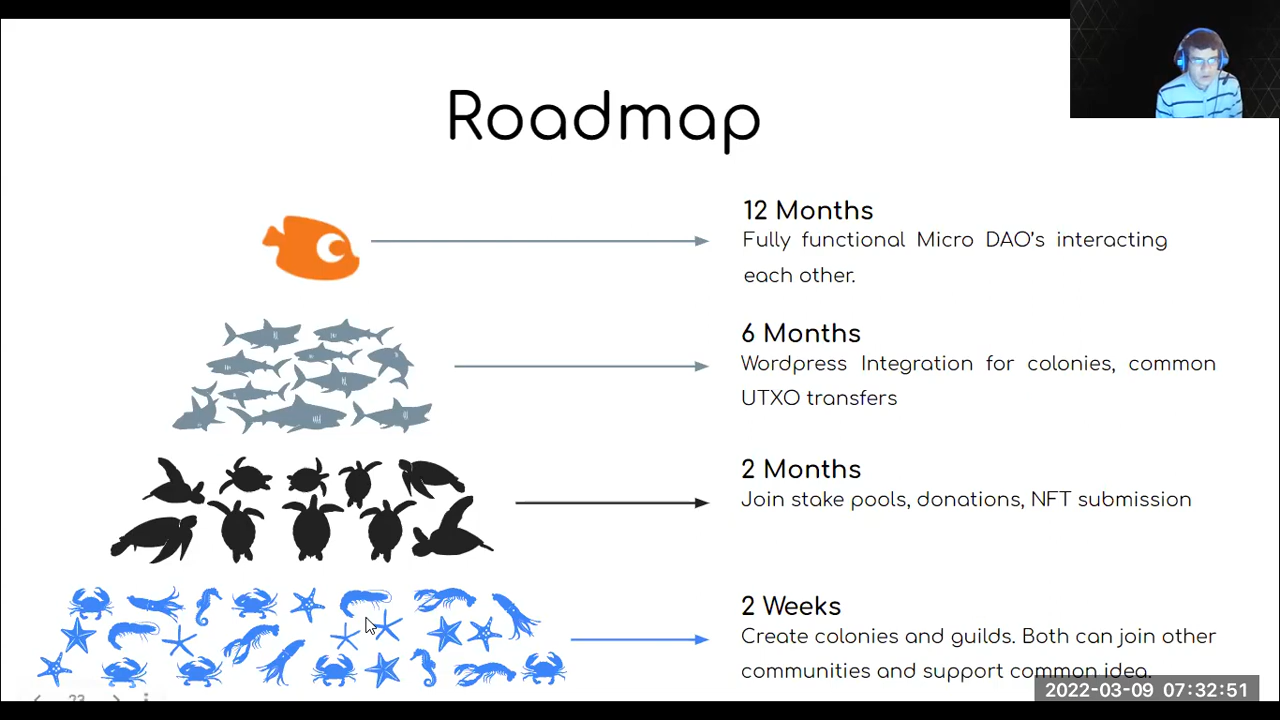 Roadmap
12 Months
Fully functional Micro DAO's interacting
each other.
6 Months
Wordpress Integration for colonies, common
UTXO transfers
2 Months
Join stake pools, donations, NFT submission
2 Weeks
Create colonies and guilds. Both can join other
communities and support common idea.
2022-03-09 07:32:51